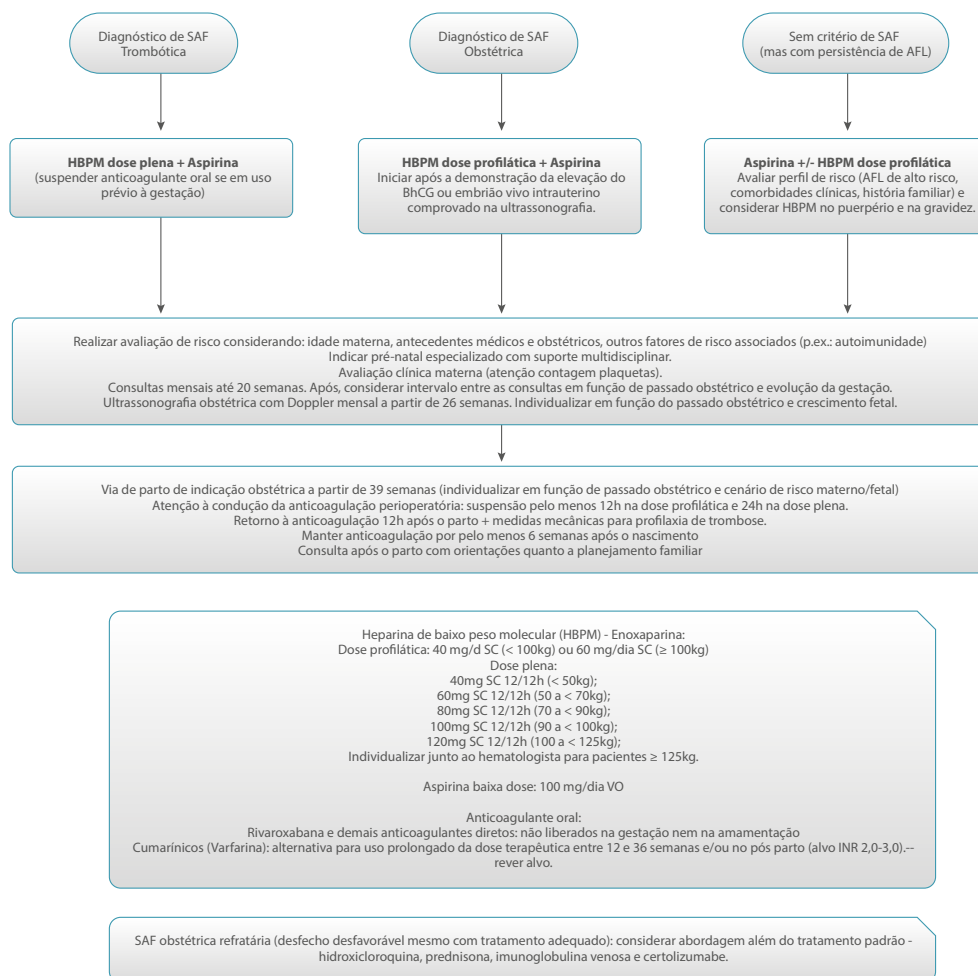 Diagnóstico de SAF
Trombótica
Diagnóstico de SAF
Obstétrica
Sem critério de SAF
(mas com persistência de AFL)
HBPM dose plena + Aspirina
(suspender anticoagulante oral se em uso
prévio à gestação)
HBPM dose profilática + Aspirina
Iniciar após a demonstração da elevação do
BhCG ou embrião vivo intrauterino
comprovado na ultrassonografia.
Aspirina +/- HBPM dose profilática
Avaliar perfil de risco (AFL de alto risco,
comorbidades clínicas, história familiar) e
considerar HBPM no puerpério e na gravidez.
Realizar avaliação de risco considerando: idade materna, antecedentes médicos e obstétricos, outros fatores de risco associados (p.ex.: autoimunidade)
Indicar pré-natal especializado com suporte multidisciplinar.
Avaliação clínica materna (atenção contagem plaquetas).
Consultas mensais até 20 semanas. Após, considerar intervalo entre as consultas em função de passado obstétrico e evolução da gestação.
Ultrassonografia obstétrica com Doppler mensal a partir de 26 semanas. Individualizar em função do passado obstétrico e crescimento fetal.
Via de parto de indicação obstétrica a partir de 39 semanas (individualizar em função de passado obstétrico e cenário de risco materno/fetal)
Atenção à condução da anticoagulação perioperatória: suspensão pelo menos 12h na dose profilática e 24h na dose plena.
Retorno à anticoagulação 12h após o parto + medidas mecânicas para profilaxia de trombose.
Manter anticoagulação por pelo menos 6 semanas após o nascimento
Consulta após o parto com orientações quanto a planejamento familiar
Heparina de baixo peso molecular (HBPM) - Enoxaparina:
Dose profilática: 40 mg/d SC (< 100kg) ou 60 mg/dia SC (≥ 100kg)
Dose plena:
40mg SC 12/12h (< 50kg);
60mg SC 12/12h (50 a < 70kg);
80mg SC 12/12h (70 a < 90kg);
100mg SC 12/12h (90 a < 100kg);
120mg SC 12/12h (100 a < 125kg);
Individualizar junto ao hematologista para pacientes ≥ 125kg.
Aspirina baixa dose: 100 mg/dia VO
Anticoagulante oral:
Rivaroxabana e demais anticoagulantes diretos: não liberados na gestação nem na amamentação
Cumarínicos (Varfarina): alternativa para uso prolongado da dose terapêutica entre 12 e 36 semanas e/ou no pós parto (alvo INR 2,0-3,0).--
rever alvo.
SAF obstétrica refratária (desfecho desfavorável mesmo com tratamento adequado): considerar abordagem além do tratamento padrão -
hidroxicloroquina, prednisona, imunoglobulina venosa e certolizumabe.